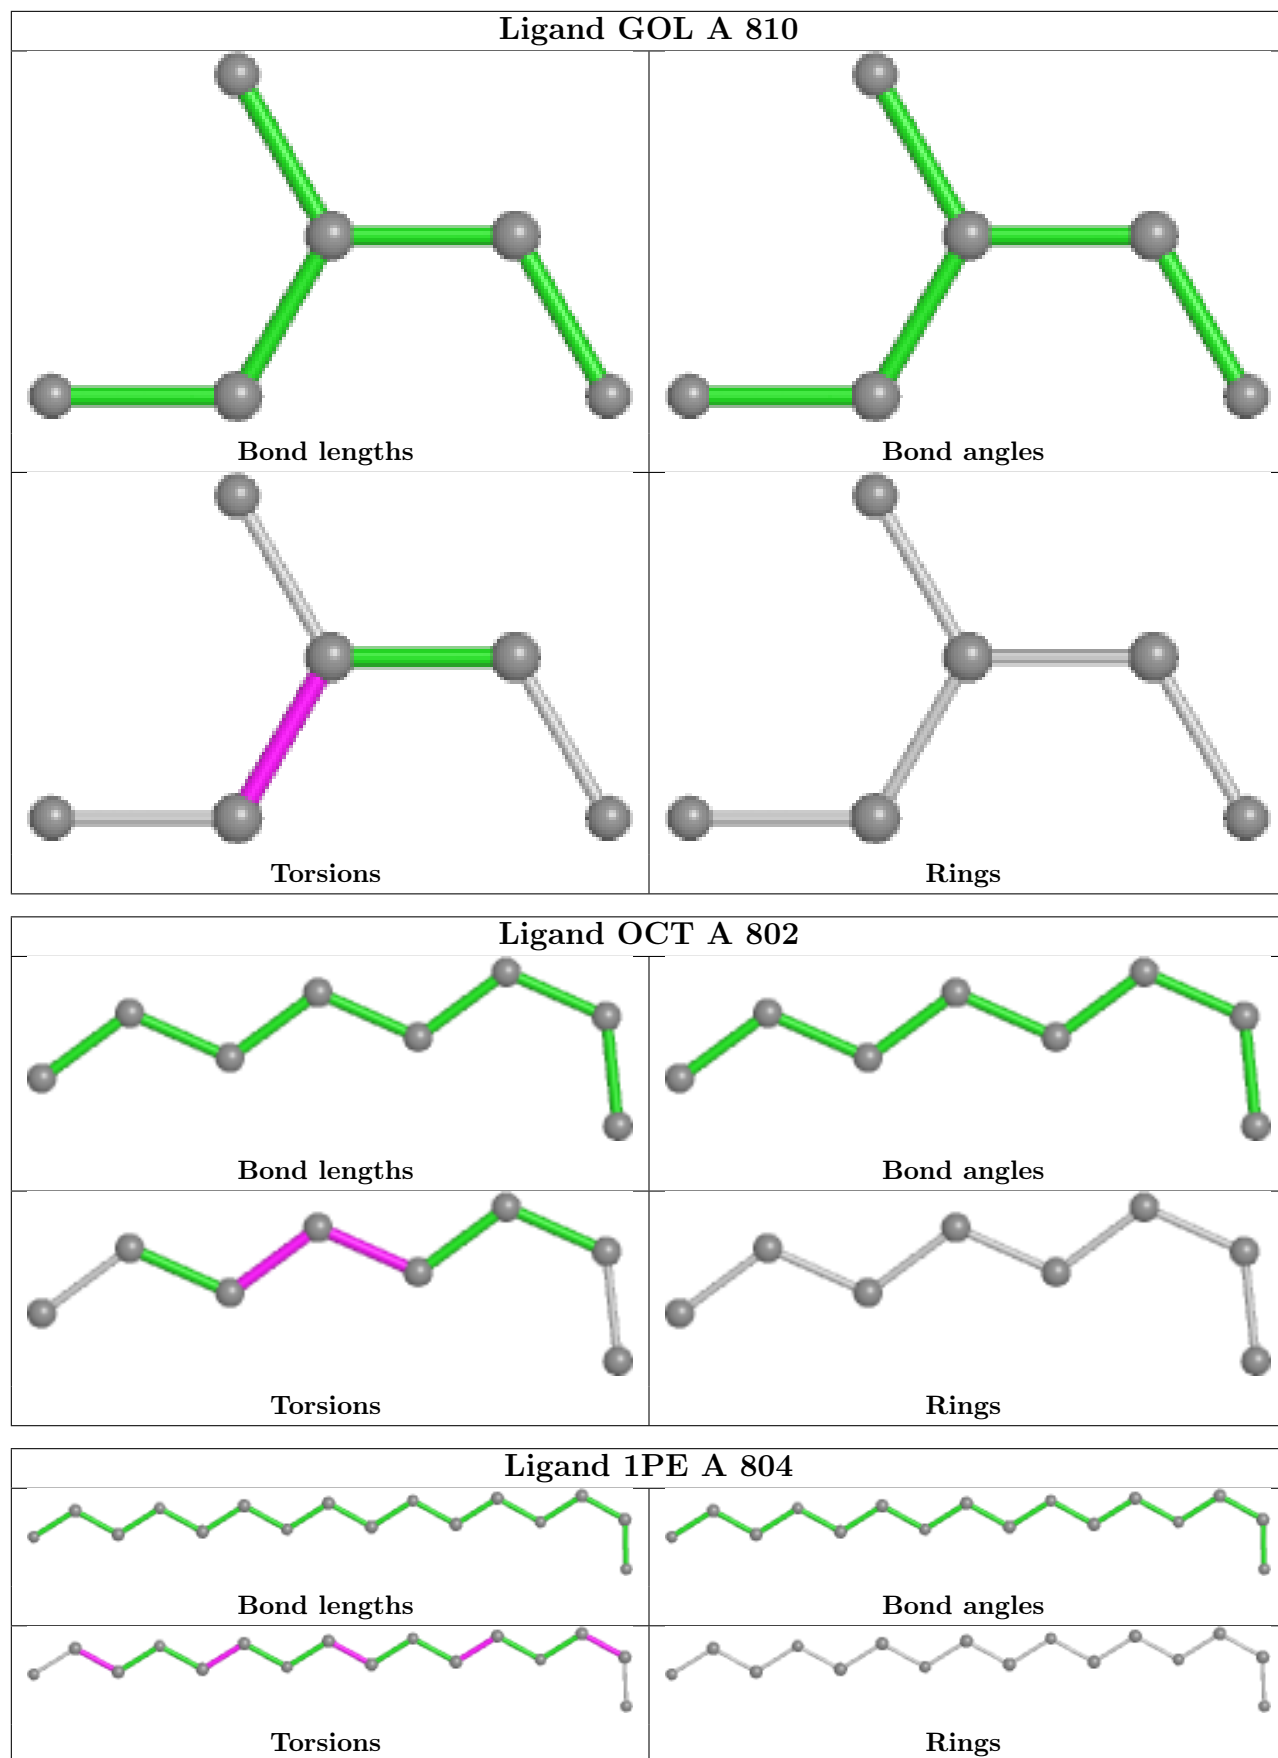 Ligand GOL A 810
Bond lengths
Bond angles
Torsions
Rings
Ligand OCT A 802
Bond lengths
Bond angles
Torsions
Rings
Ligand 1PE A 804
Bond lengths
Bond angles
Torsions
Rings